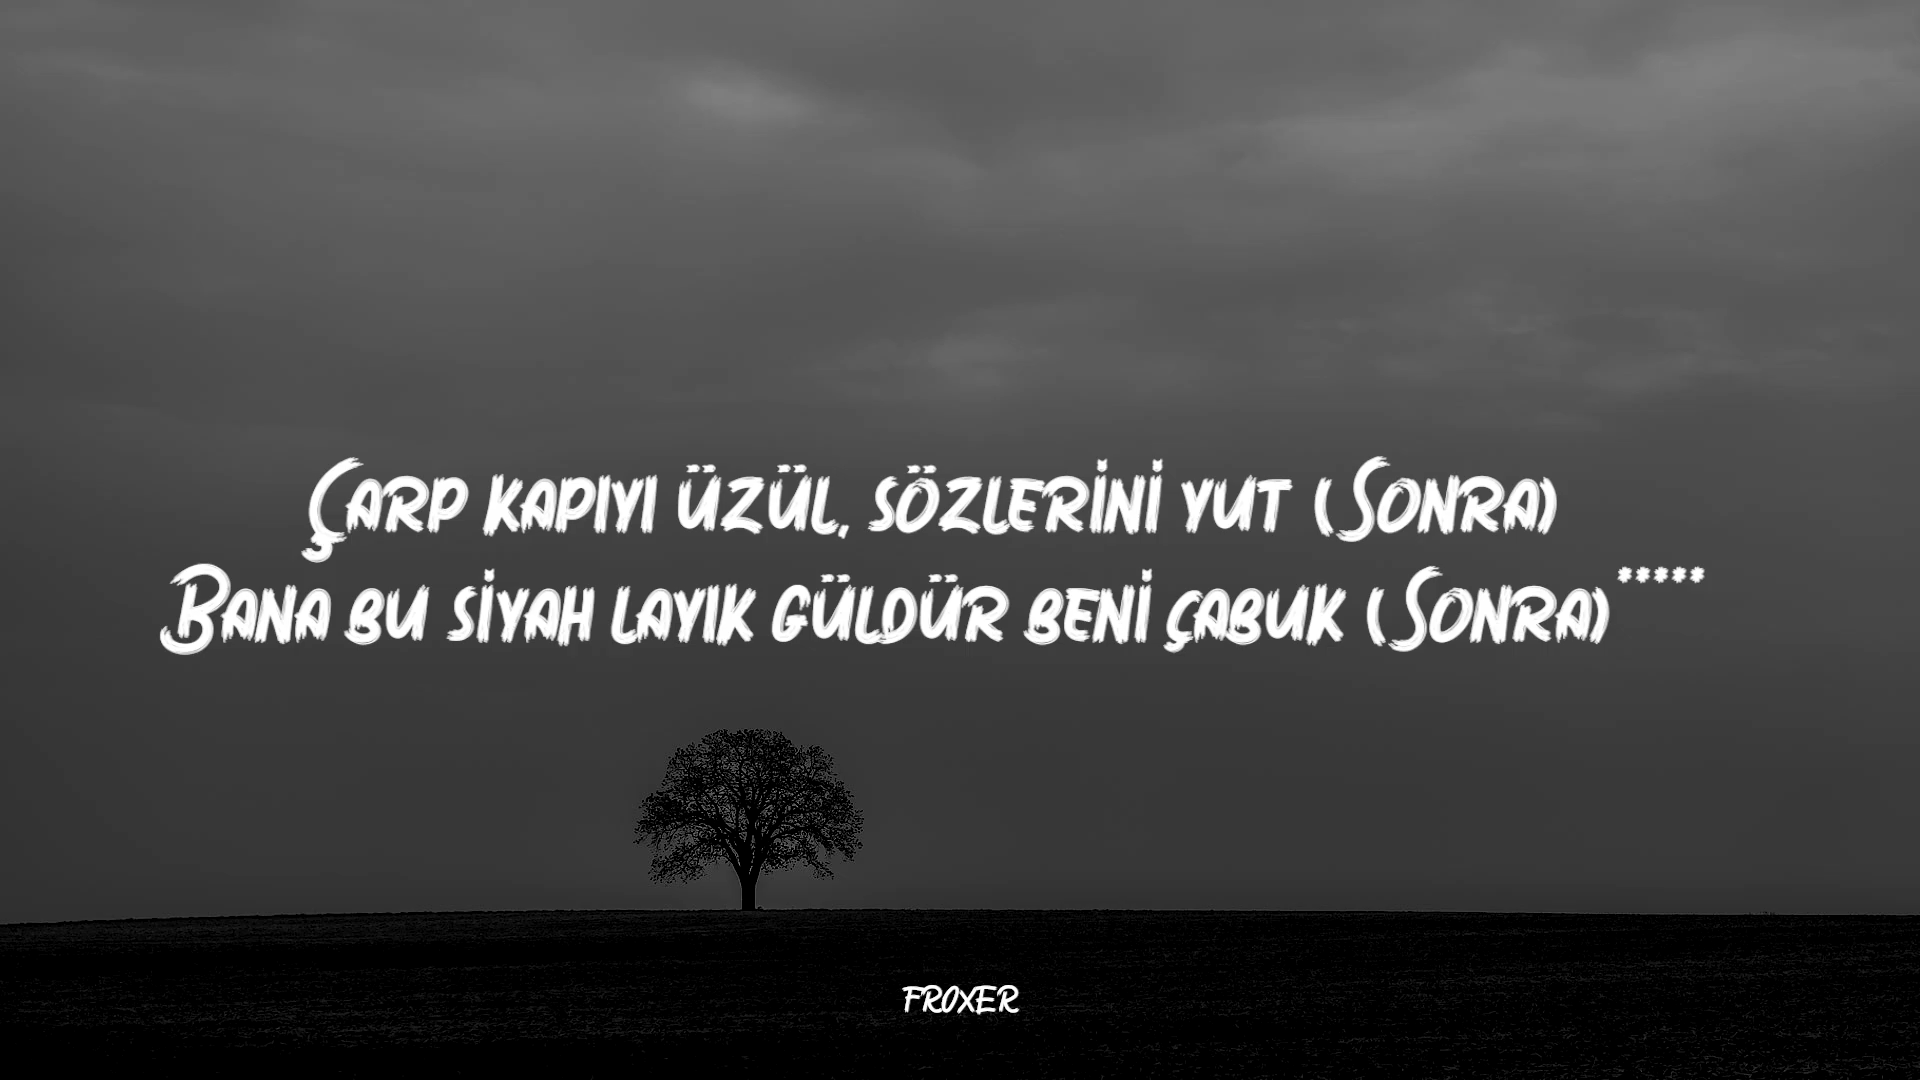 Çarp kapıyı üzül, sözlerini yut (Sonra)
Bana bu siyah layık güldür beni çabuk (Sonra)*****
FROXER